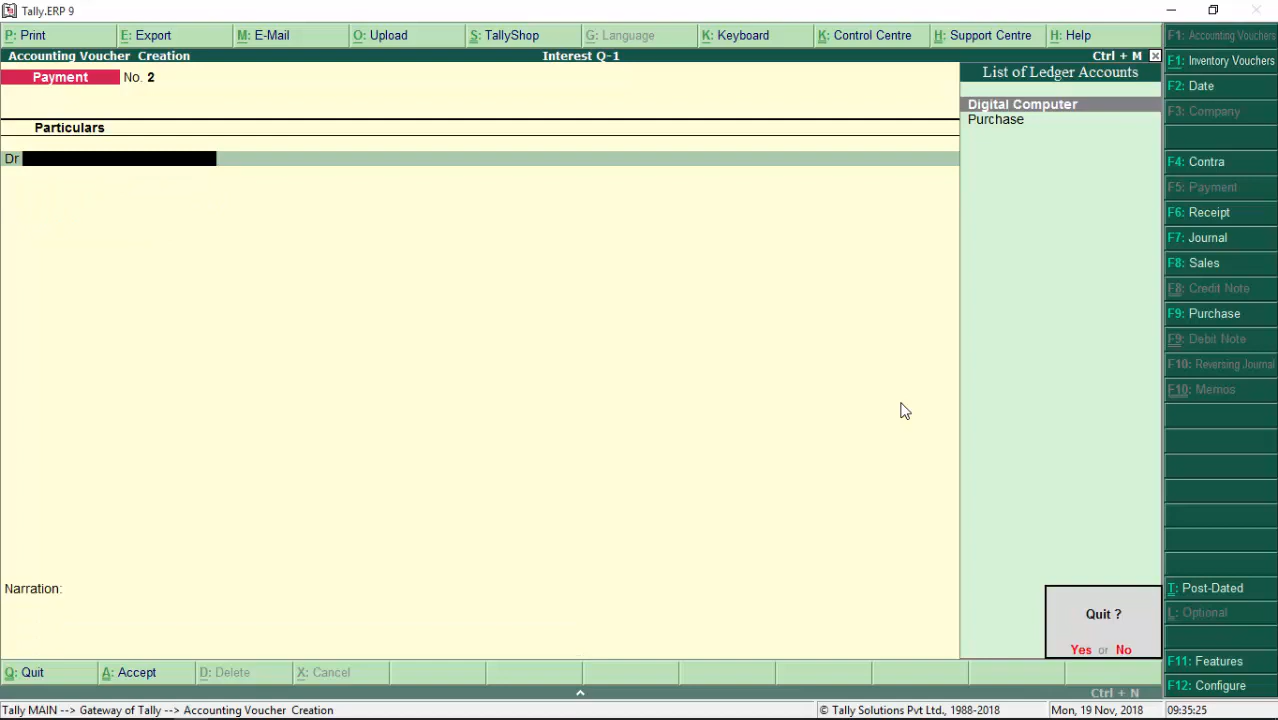 Tally.ERP 9
P: Print
E: Export
M: E-Mail
O: Upload
S: TallyShop
G: Language
K: Keyboard
K: Control Centre
H: Support Centre
H: Help
F1: Accounting Vouchers
Accounting Voucher Creation
Interest Q-1
Ctrl + M
F1: Inventory Vouchers
Payment No. 2
List of Ledger Accounts
F2: Date
Digital Computer
F3: Company
Purchase
Particulars
Dr
F4: Contra
F5: Payment
F6: Receipt
F7: Journal
F8: Sales
F8: Credit Note
F9: Purchase
F9: Debit Note
F10: Reversing Journal
F10: Memos
Narration:
T: Post-Dated
Quit ?
L: Optional
Yes or No
Q: Quit
A: Accept
D: Delete
X: Cancel
F11: Features
F12: Configure
Ctrl + N
Tally MAIN --> Gateway of Tally --> Accounting Voucher Creation
© Tally Solutions Pvt Ltd., 1988-2018
Mon, 19 Nov, 2018
09:35:25